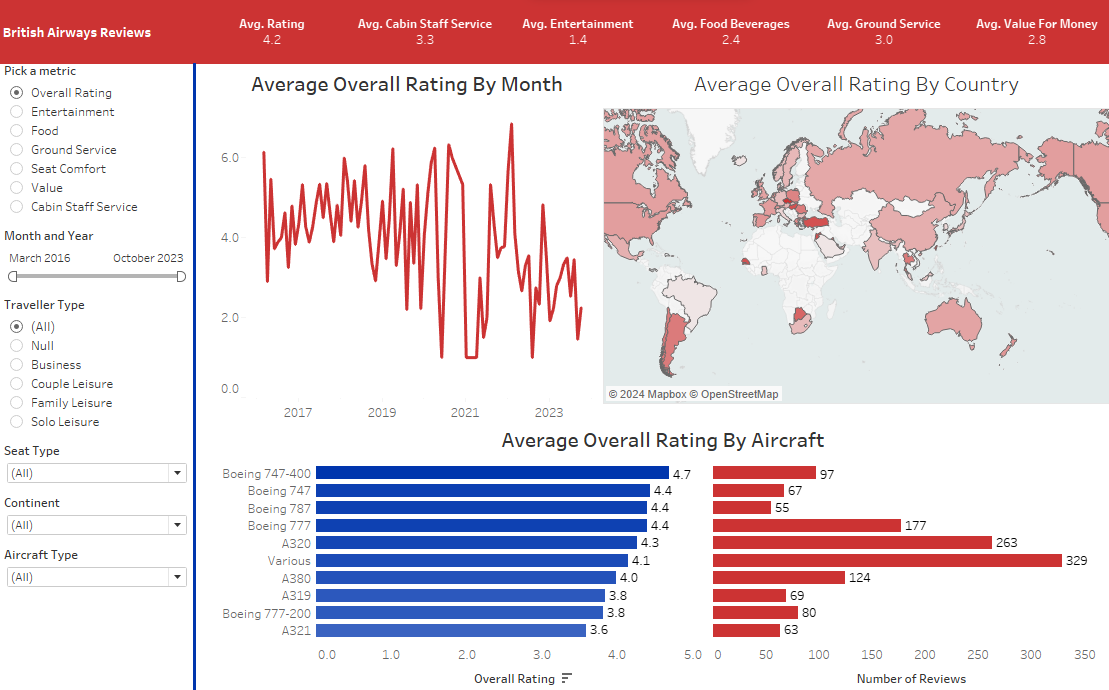 British Airways Reviews
Avg. Rating
4.2
Avg. Cabin Staff Service
3.3
Avg. Entertainment
1.4
Avg. Food Beverages
2.4
Avg. Ground Service
3.0
Avg. Value For Money
2.8
Pick a metric
Overall Rating
Entertainment
Food
Ground Service
Seat Comfort
Value
Cabin Staff Service
Month and Year
March 2016 October 2023
Traveller Type
(All)
Null
Business
Couple Leisure
Family Leisure
Solo Leisure
Seat Type
(All)
Continent
(All)
Aircraft Type
(All)
Average Overall Rating By Month
6.0
4.0
2.0
0.0
2017 2019 2021 2023
Average Overall Rating By Country
© 2024 Mapbox © OpenStreetMap
Average Overall Rating By Aircraft
Boeing 747-400 4.7 97
Boeing 747 4.4 67
Boeing 787 4.4 55
Boeing 777 4.4 177
A320 4.3 263
Various 4.1 329
A380 4.0 124
A319 3.8 69
Boeing 777-200 3.8 80
A321 3.6 63
0.0 1.0 2.0 3.0 4.0 5.0 0 50 100 150 200 250 300 350
Overall Rating Number of Reviews